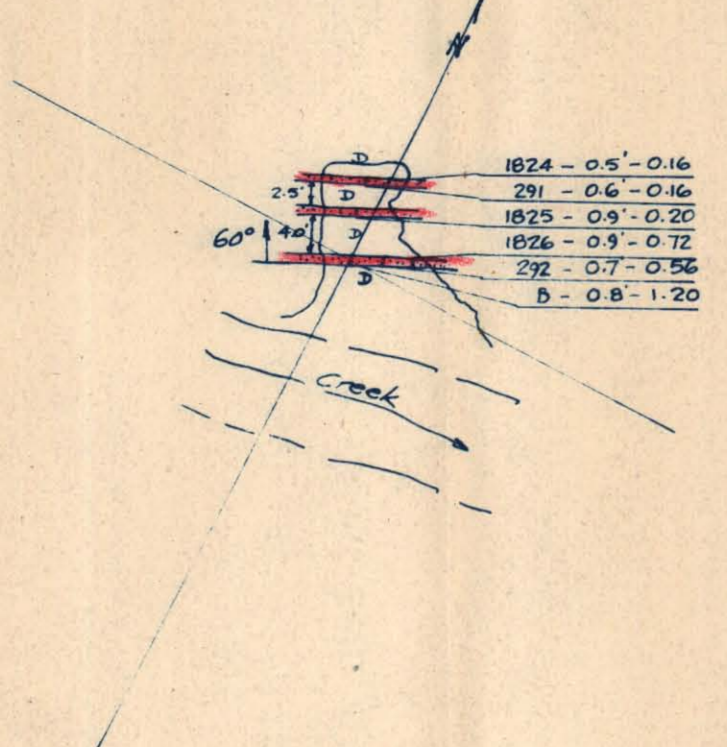 N
D
1824 - 0.5' - 0.16
2.5'
D
291 - 0.6' - 0.16
1825 - 0.9' - 0.20
60°
4.0'
D
1826 - 0.9' - 0.72
292 - 0.7' - 0.56
D
B - 0.8' - 1.20
Creek